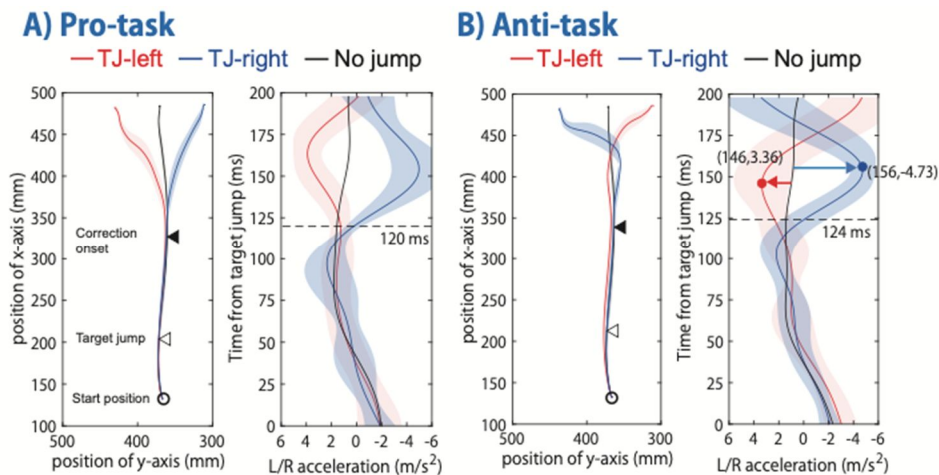 A) Pro-task
TJ-left TJ-right No jump
500
450
400
350
300
250
200
150
100
500 400 300
position of x-axis (mm)
position of y-axis (mm)
Correction
onset
Target jump
Start position
200
175
150
125
100
75
50
25
0
6 4 2 0 -2 -4 -6
Time from target jump (ms)
L/R acceleration (m/s²)
120 ms
B) Anti-task
TJ-left TJ-right No jump
500
450
400
350
300
250
200
150
100
500 400 300
position of x-axis (mm)
position of y-axis (mm)
200
175
150
125
100
75
50
25
0
6 4 2 0 -2 -4 -6
Time from target jump (ms)
L/R acceleration (m/s²)
(146,3.36)
(156,-4.73)
124 ms